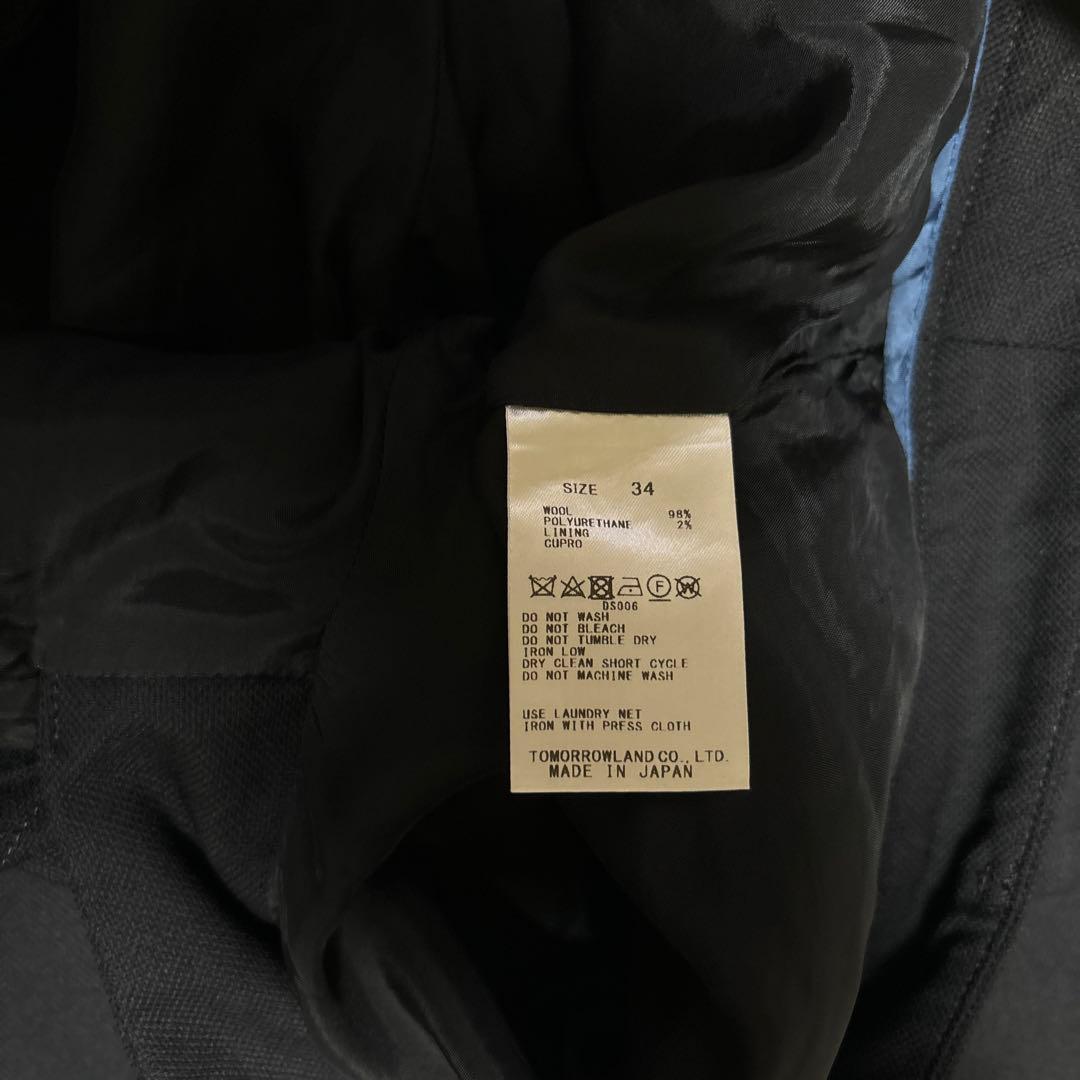 SIZE 34
WOOL 98%
POLYURETHANE 2%
LINING
CUPRO
F W
DS006
DO NOT WASH
DO NOT BLEACH
DO NOT TUMBLE DRY
IRON LOW
DRY CLEAN SHORT CYCLE
DO NOT MACHINE WASH
USE LAUNDRY NET
IRON WITH PRESS CLOTH
TOMORROWLAND CO., LTD.
MADE IN JAPAN